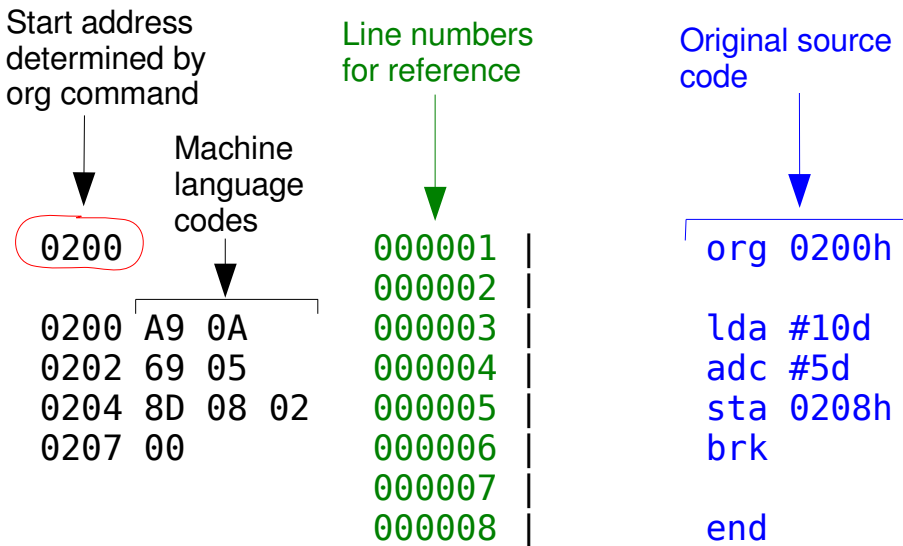 Start address
determined by
org command
Line numbers
for reference
Original source
code
Machine
language
codes
0200 000001 | org 0200h
000002 |
0200 A9 0A 000003 | lda #10d
0202 69 05 000004 | adc #5d
0204 8D 08 02 000005 | sta 0208h
0207 00 000006 | brk
000007 |
000008 | end